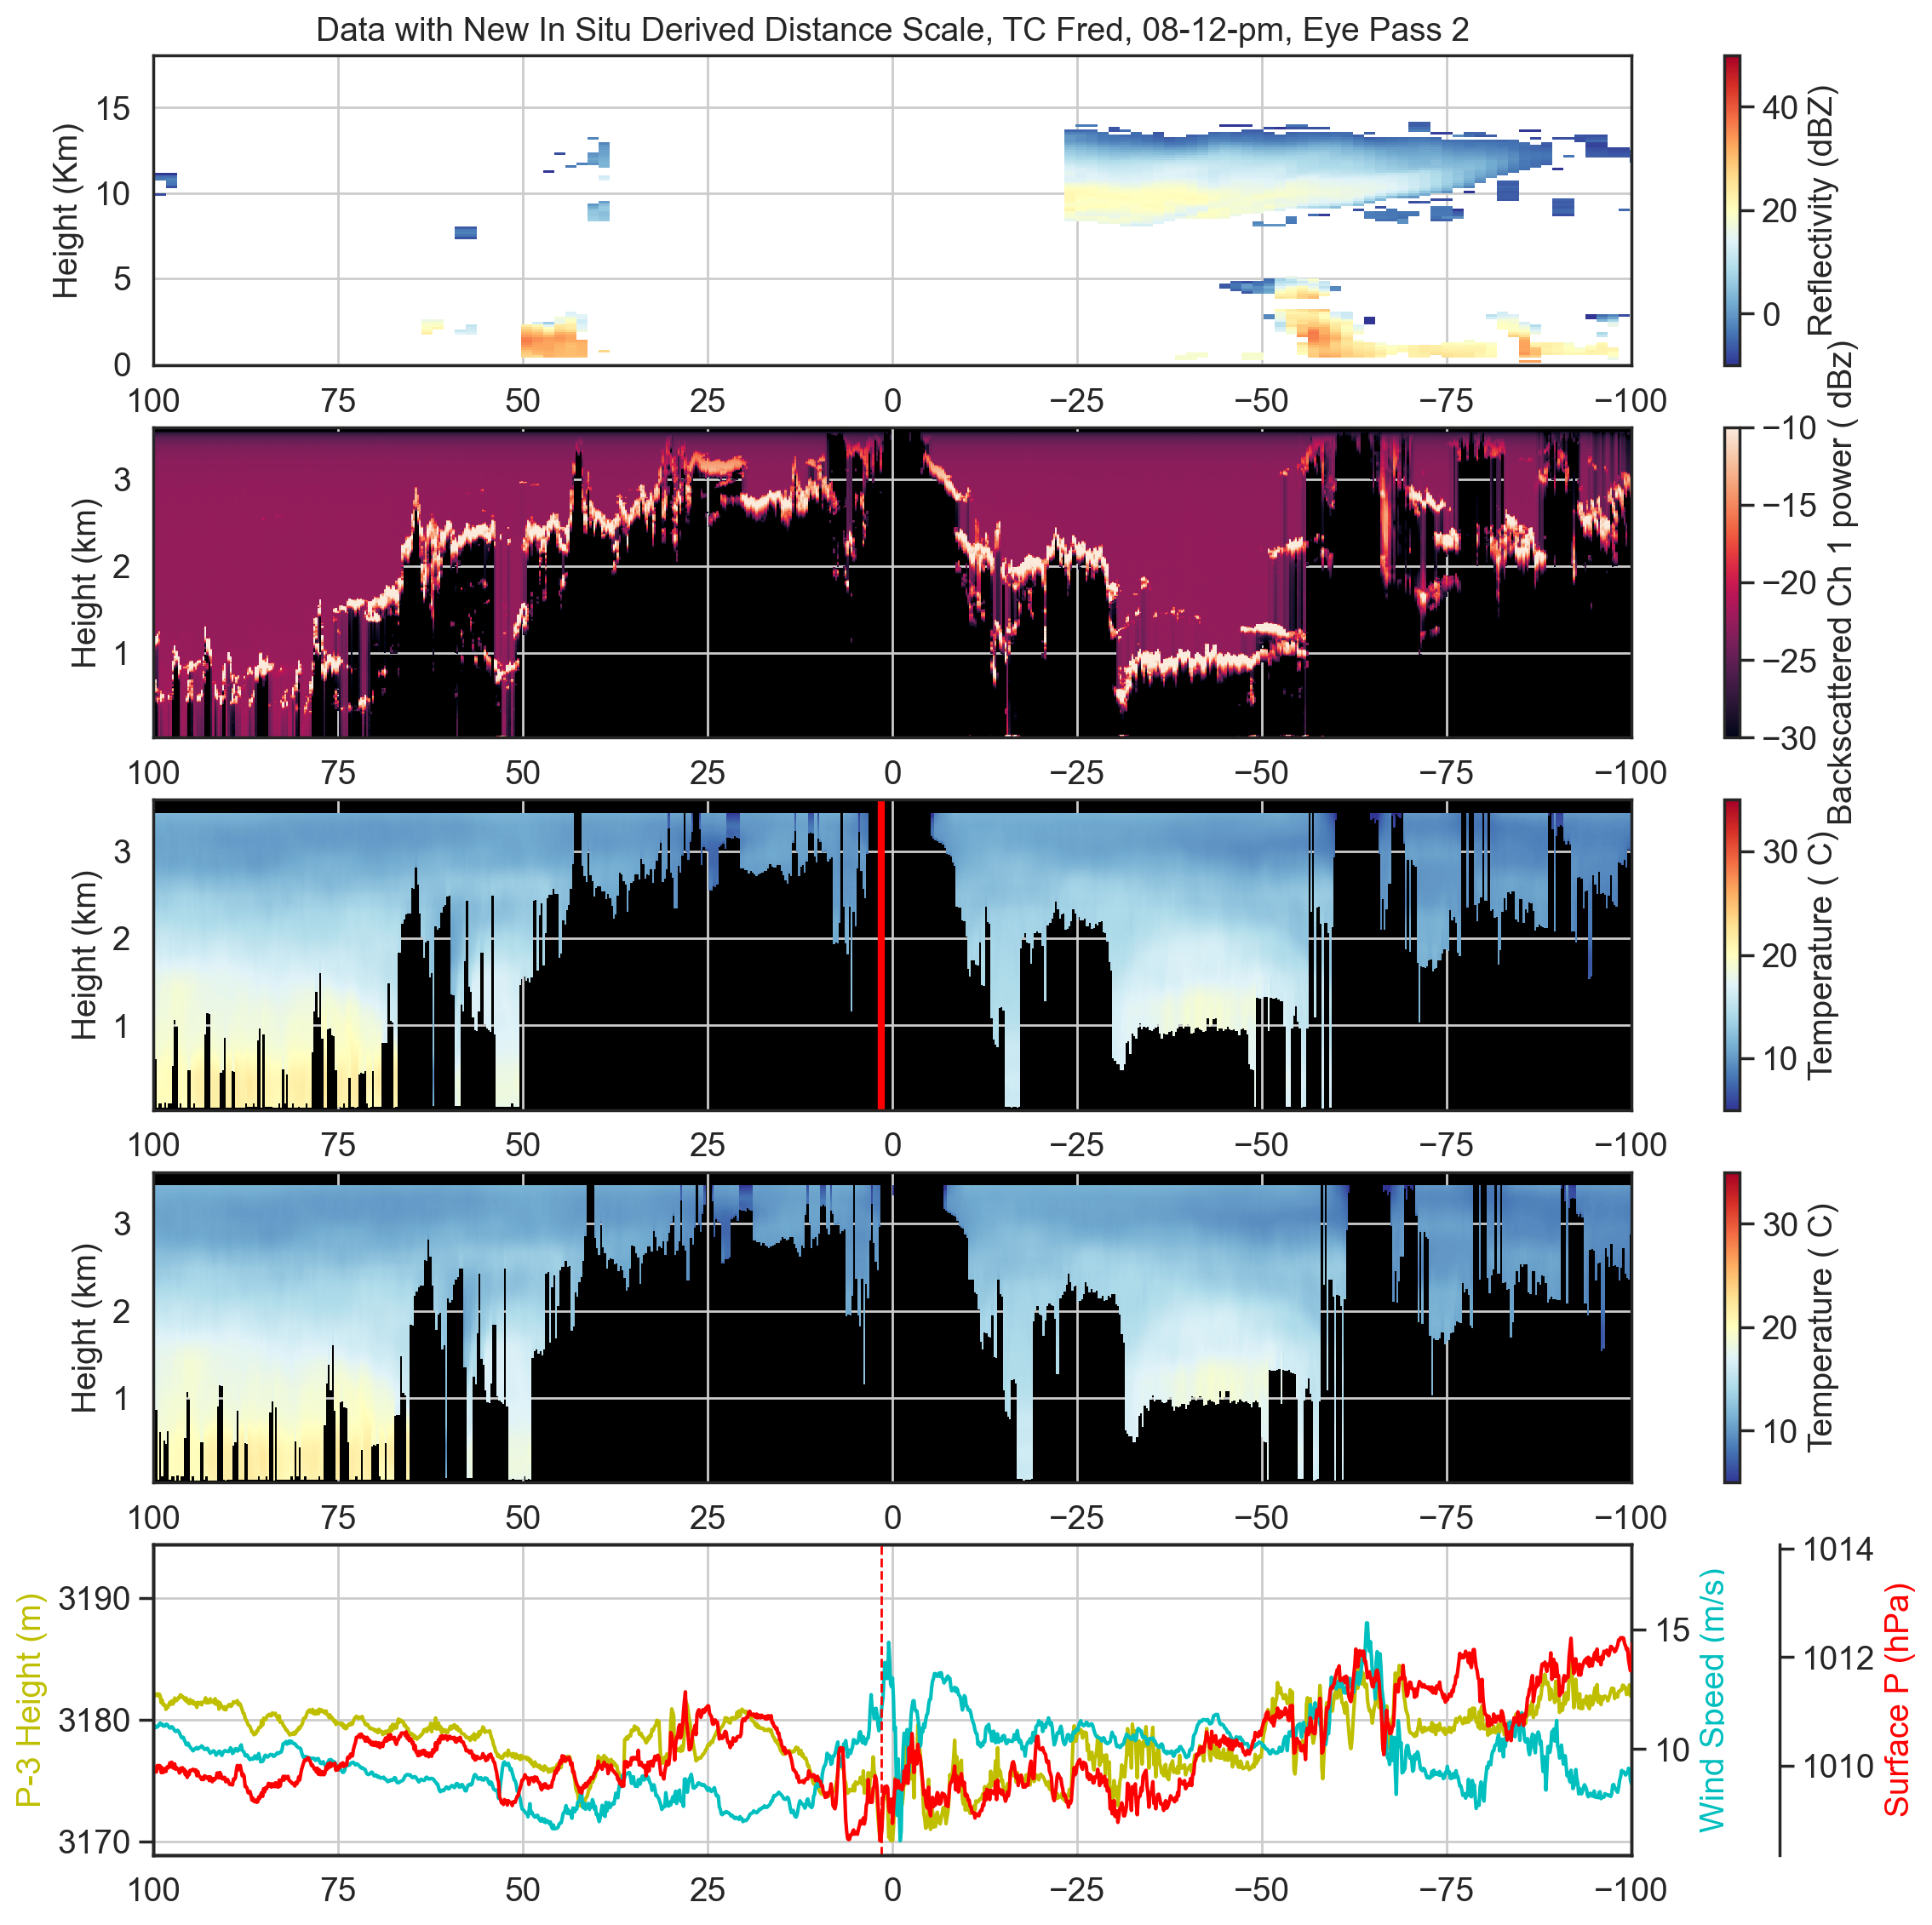 Data with New In Situ Derived Distance Scale, TC Fred, 08-12-pm, Eye Pass 2
Height (Km)
15
10
5
0
100 75 50 25 0 −25 −50 −75 −100
40
20
0
Reflectivity (dBZ)
Height (km)
3
2
1
100 75 50 25 0 −25 −50 −75 −100
−10
−15
−20
−25
−30
Backscattered Ch 1 power ( dBz)
Height (km)
3
2
1
100 75 50 25 0 −25 −50 −75 −100
30
20
10
Temperature ( C)
Height (km)
3
2
1
100 75 50 25 0 −25 −50 −75 −100
30
20
10
Temperature ( C)
P-3 Height (m)
3190
3180
3170
100 75 50 25 0 −25 −50 −75 −100
15
10
Wind Speed (m/s)
1014
1012
1010
Surface P (hPa)